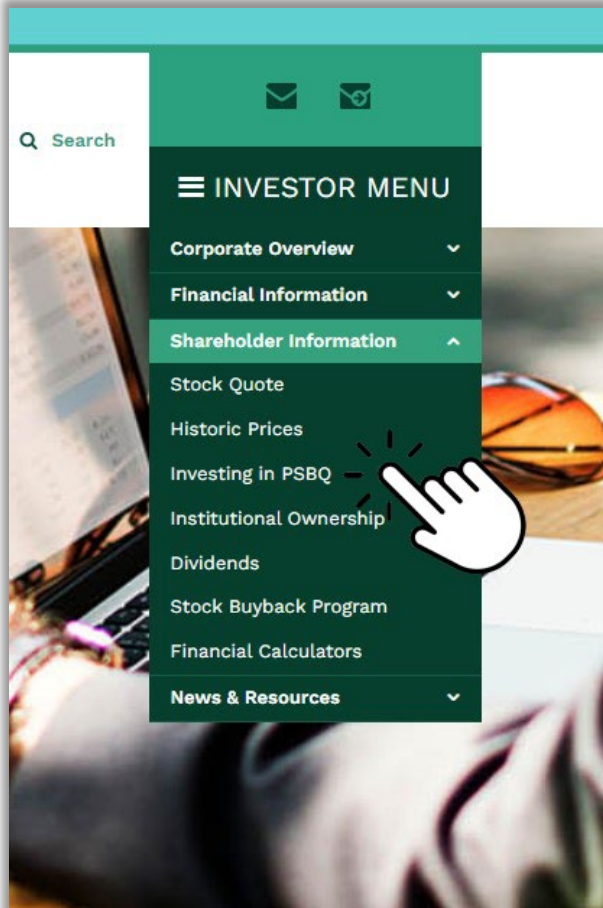 Search
INVESTOR MENU
Corporate Overview
Financial Information
Shareholder Information
Stock Quote
Historic Prices
Investing in PSBQ
Institutional Ownership
Dividends
Stock Buyback Program
Financial Calculators
News & Resources